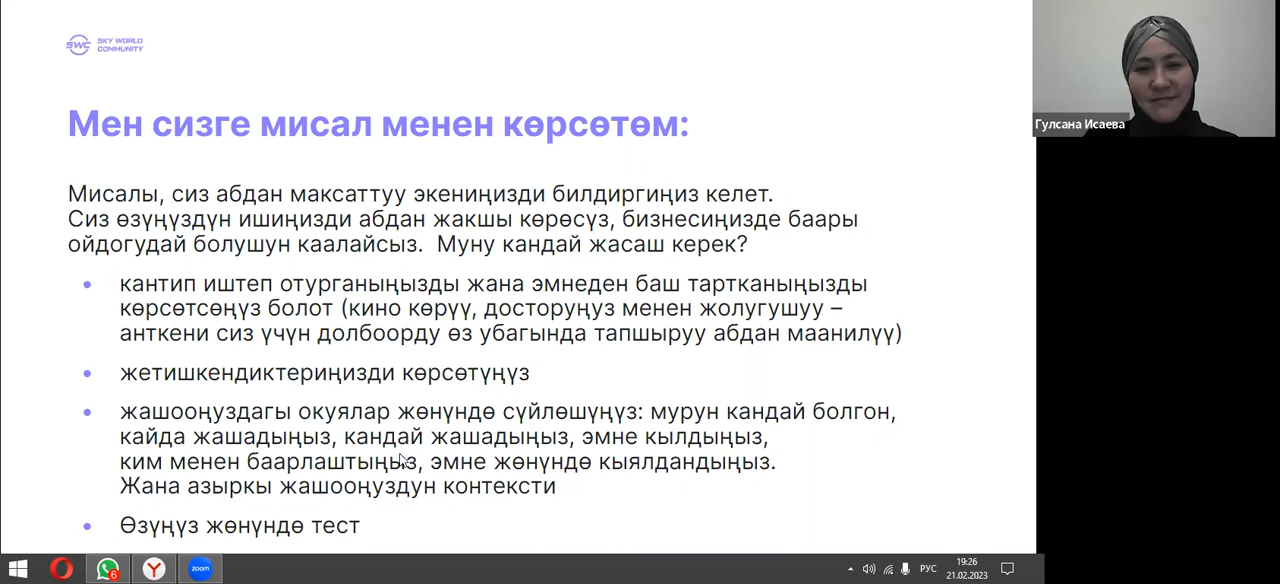 SWC SKY WORLD
COMMUNITY
Гулсана Исаева
Мен сизге мисал менен көрсөтөм:
Мисалы, сиз абдан максаттуу экениңизди билдиргиңиз келет.
Сиз өзүңүздүн ишиңизди абдан жакшы көрөсүз, бизнесиңизде баары
ойдогудай болушун каалайсыз. Муну кандай жасаш керек?
• кантип иштеп отурганыңызды жана эмнеден баш тартканыңызды
көрсөтсөңүз болот (кино көрүү, досторуңуз менен жолугушуу –
анткени сиз үчүн долбоорду өз убагында тапшыруу абдан маанилүү)
• жетишкендиктериңизди көрсөтүңүз
• жашооңуздагы окуялар жөнүндө сүйлөшүңүз: мурун кандай болгон,
кайда жашадыңыз, кандай жашадыңыз, эмне кылдыңыз,
ким менен баарлаштыңыз, эмне жөнүндө кыялдандыңыз.
Жана азыркы жашооңуздун контексти
• Өзүңүз жөнүндө тест
6
Y
zoom
РУС
19:26
21.02.2023